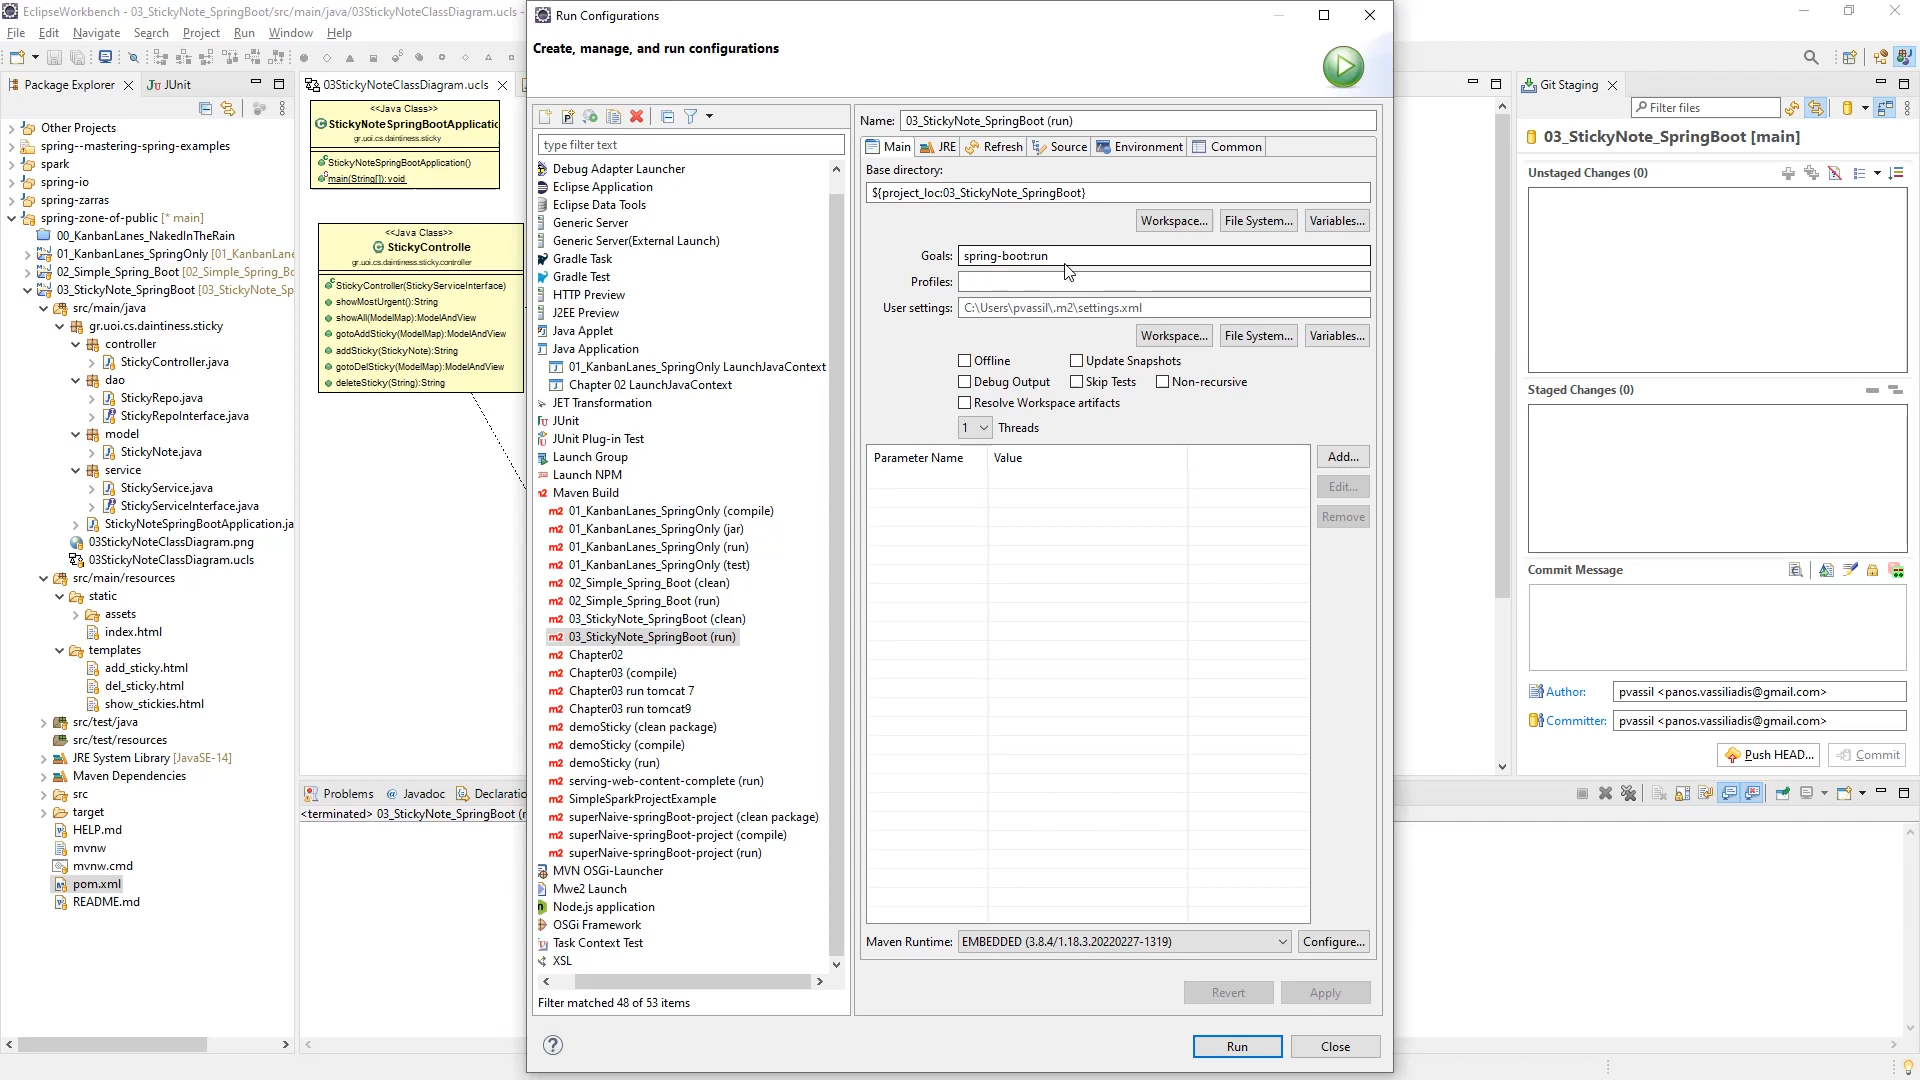 EclipseWorkbench - 03_StickyNote_SpringBoot/src/main/java/03StickyNoteClassDiagram.ucls -
File Edit Navigate Search Project Run Window Help
Package Explorer
JUnit
Other Projects
spring--mastering-spring-examples
spark
spring-io
spring-zarras
spring-zone-of-public [* main]
00_KanbanLanes_NakedInTheRain
01_KanbanLanes_SpringOnly [01_KanbanLane
02_Simple_Spring_Boot [02_Simple_Spring_Bo
03_StickyNote_SpringBoot [03_StickyNote_Sp
src/main/java
gr.uoi.cs.daintiness.sticky
controller
StickyController.java
dao
StickyRepo.java
StickyRepoInterface.java
model
StickyNote.java
service
StickyService.java
StickyServiceInterface.java
StickyNoteSpringBootApplication.ja
03StickyNoteClassDiagram.png
03StickyNoteClassDiagram.ucls
src/main/resources
static
assets
index.html
templates
add_sticky.html
del_sticky.html
show_stickies.html
src/test/java
src/test/resources
JRE System Library [JavaSE-14]
Maven Dependencies
src
target
HELP.md
mvnw
mvnw.cmd
pom.xml
README.md
03StickyNoteClassDiagram.ucls
<<Java Class>>
StickyNoteSpringBootApplicatic
gr.uoi.cs.daintiness.sticky
StickyNoteSpringBootApplication()
main(String[]): void
<<Java Class>>
StickyControlle
gr.uoi.cs.daintiness.sticky.controller
StickyController(StickyServiceInterface)
showMostUrgent():String
showAll(ModelMap):ModelAndView
gotoAddSticky(ModelMap):ModelAndView
addSticky(StickyNote):String
gotoDelSticky(ModelMap):ModelAndView
deleteSticky(String):String
Problems
@ Javadoc
Declaratio
<terminated> 03_StickyNote_SpringBoot (r
Run Configurations
Create, manage, and run configurations
type filter text
Debug Adapter Launcher
Eclipse Application
Eclipse Data Tools
Generic Server
Generic Server(External Launch)
Gradle Task
Gradle Test
HTTP Preview
J2EE Preview
Java Applet
Java Application
01_KanbanLanes_SpringOnly LaunchJavaContext
Chapter 02 LaunchJavaContext
JET Transformation
JUnit
JUnit Plug-in Test
Launch Group
Launch NPM
Maven Build
01_KanbanLanes_SpringOnly (compile)
01_KanbanLanes_SpringOnly (jar)
01_KanbanLanes_SpringOnly (run)
01_KanbanLanes_SpringOnly (test)
02_Simple_Spring_Boot (clean)
02_Simple_Spring_Boot (run)
03_StickyNote_SpringBoot (clean)
03_StickyNote_SpringBoot (run)
Chapter02
Chapter03 (compile)
Chapter03 run tomcat 7
Chapter03 run tomcat9
demoSticky (clean package)
demoSticky (compile)
demoSticky (run)
serving-web-content-complete (run)
SimpleSparkProjectExample
superNaive-springBoot-project (clean package)
superNaive-springBoot-project (compile)
superNaive-springBoot-project (run)
MVN OSGi-Launcher
Mwe2 Launch
Node.js application
OSGi Framework
Task Context Test
XSL
Filter matched 48 of 53 items
Name: 03_StickyNote_SpringBoot (run)
Main JRE Refresh Source Environment Common
Base directory:
${project_loc:03_StickyNote_SpringBoot}
Workspace... File System... Variables...
Goals: spring-boot:run
Profiles:
User settings: C:\Users\pvassil\.m2\settings.xml
Workspace... File System... Variables...
Offline Update Snapshots
Debug Output Skip Tests Non-recursive
Resolve Workspace artifacts
1 Threads
Parameter Name Value
Add...
Edit...
Remove
Maven Runtime: EMBEDDED (3.8.4/1.18.3.20220227-1319) Configure...
Revert Apply
Run Close
Git Staging
Filter files
03_StickyNote_SpringBoot [main]
Unstaged Changes (0)
Staged Changes (0)
Commit Message
Author: pvassil <panos.vassiliadis@gmail.com>
Committer: pvassil <panos.vassiliadis@gmail.com>
Push HEAD... Commit